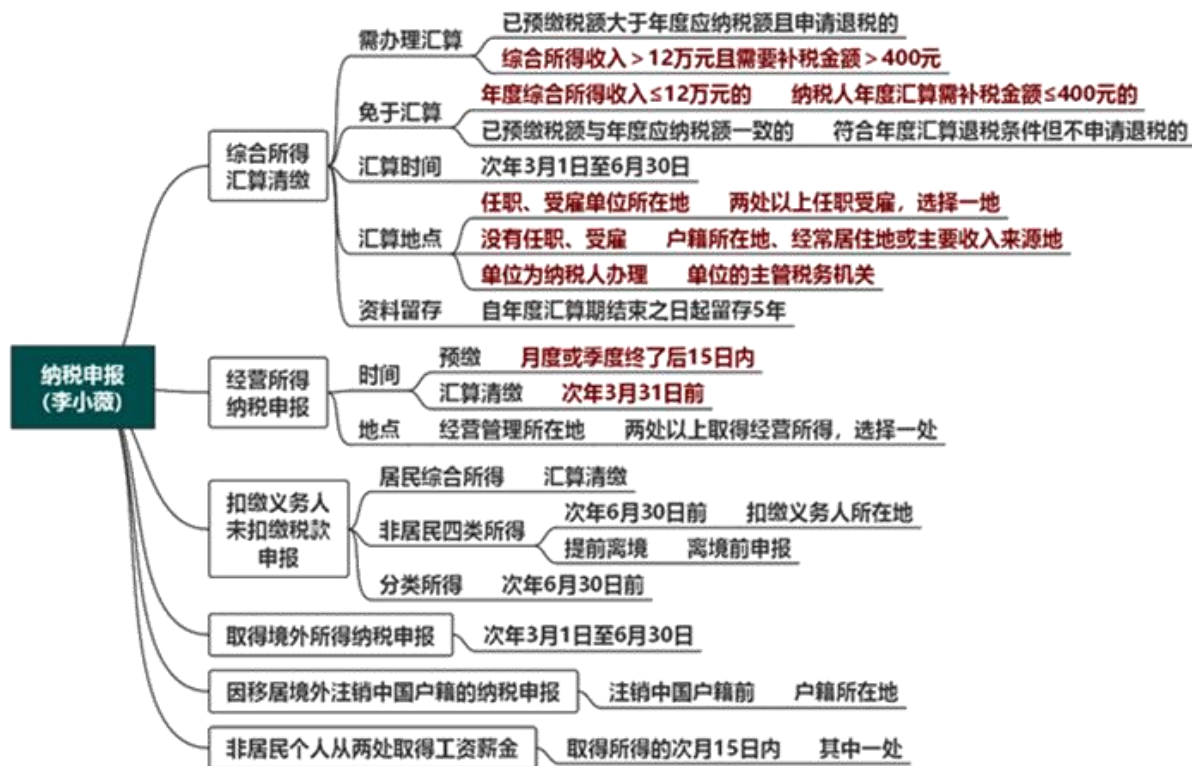 纳税申报
(李小薇)
综合所得
汇算清缴
需办理汇算
已预缴税额大于年度应纳税额且申请退税的
综合所得收入＞12万元且需要补税金额＞400元
免于汇算
年度综合所得收入≤12万元的 纳税人年度汇算需补税金额≤400元的
已预缴税额与年度应纳税额一致的 符合年度汇算退税条件但不申请退税的
汇算时间 次年3月1日至6月30日
汇算地点
任职、受雇单位所在地 两处以上任职受雇，选择一地
没有任职、受雇 户籍所在地、经常居住地或主要收入来源地
单位为纳税人办理 单位的主管税务机关
资料留存 自年度汇算期结束之日起留存5年
经营所得
纳税申报
时间
预缴 月度或季度终了后15日内
汇算清缴 次年3月31日前
地点 经营管理所在地 两处以上取得经营所得，选择一处
扣缴义务人
未扣缴税款
申报
居民综合所得 汇算清缴
非居民四类所得
次年6月30日前 扣缴义务人所在地
提前离境 离境前申报
分类所得 次年6月30日前
取得境外所得纳税申报 次年3月1日至6月30日
因移居境外注销中国户籍的纳税申报 注销中国户籍前 户籍所在地
非居民个人从两处取得工资薪金 取得所得的次月15日内 其中一处